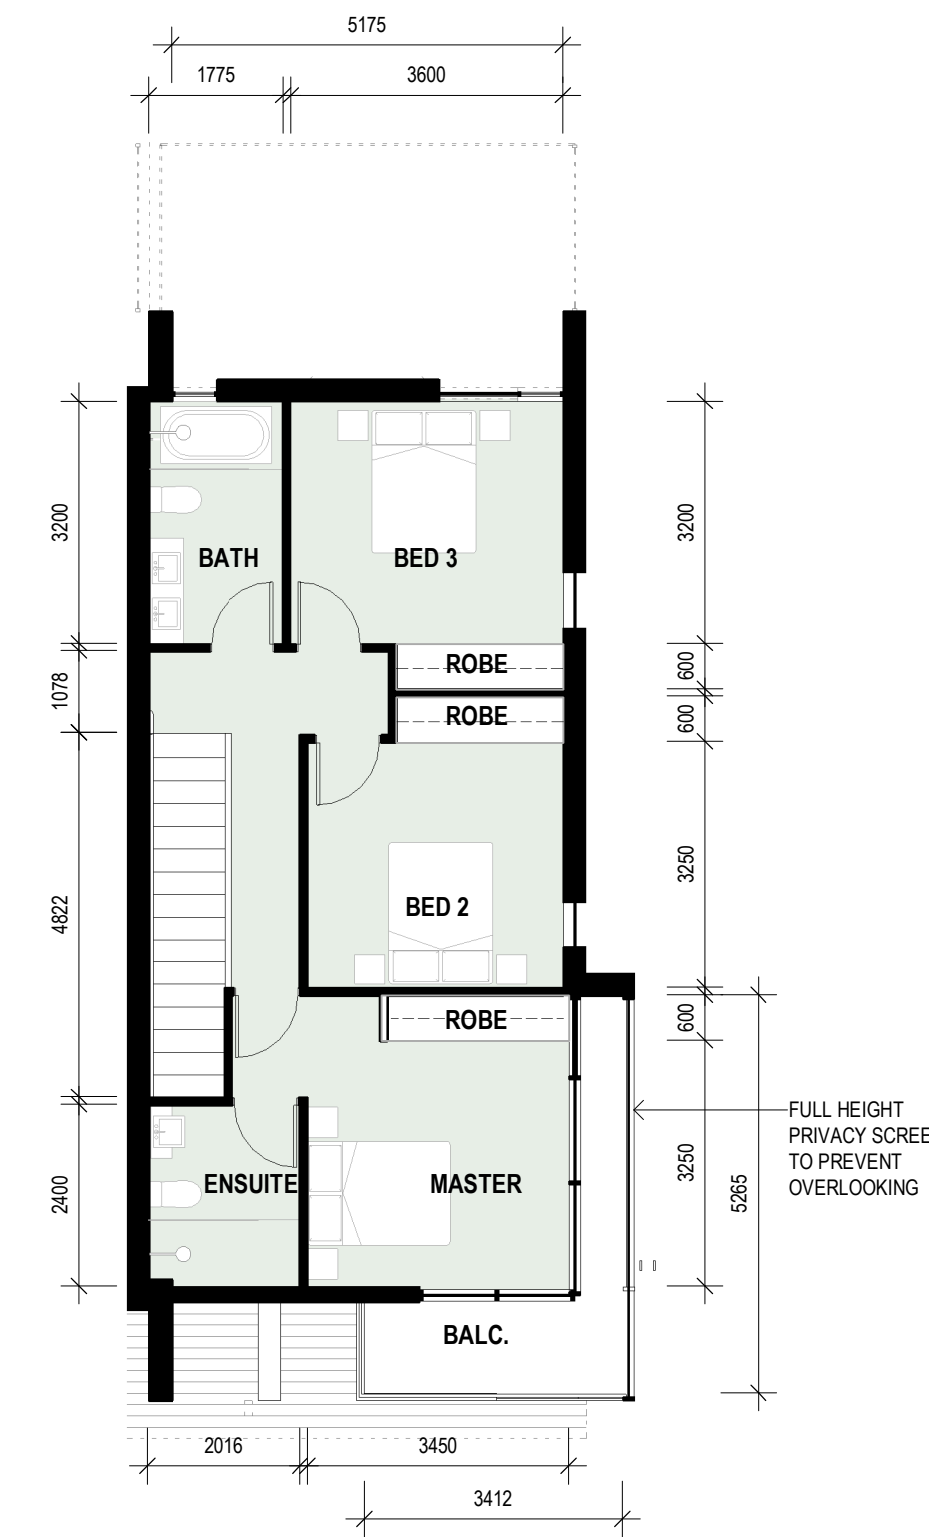 5175
1775
3600
3200
3200
BATH
BED 3
ROBE
600
1078
ROBE
600
3250
4822
BED 2
ROBE
600
FULL HEIGHT
PRIVACY SCREE
TO PREVENT
OVERLOOKING
3250
5265
2400
ENSUITE
MASTER
BALC.
2016
3450
3412